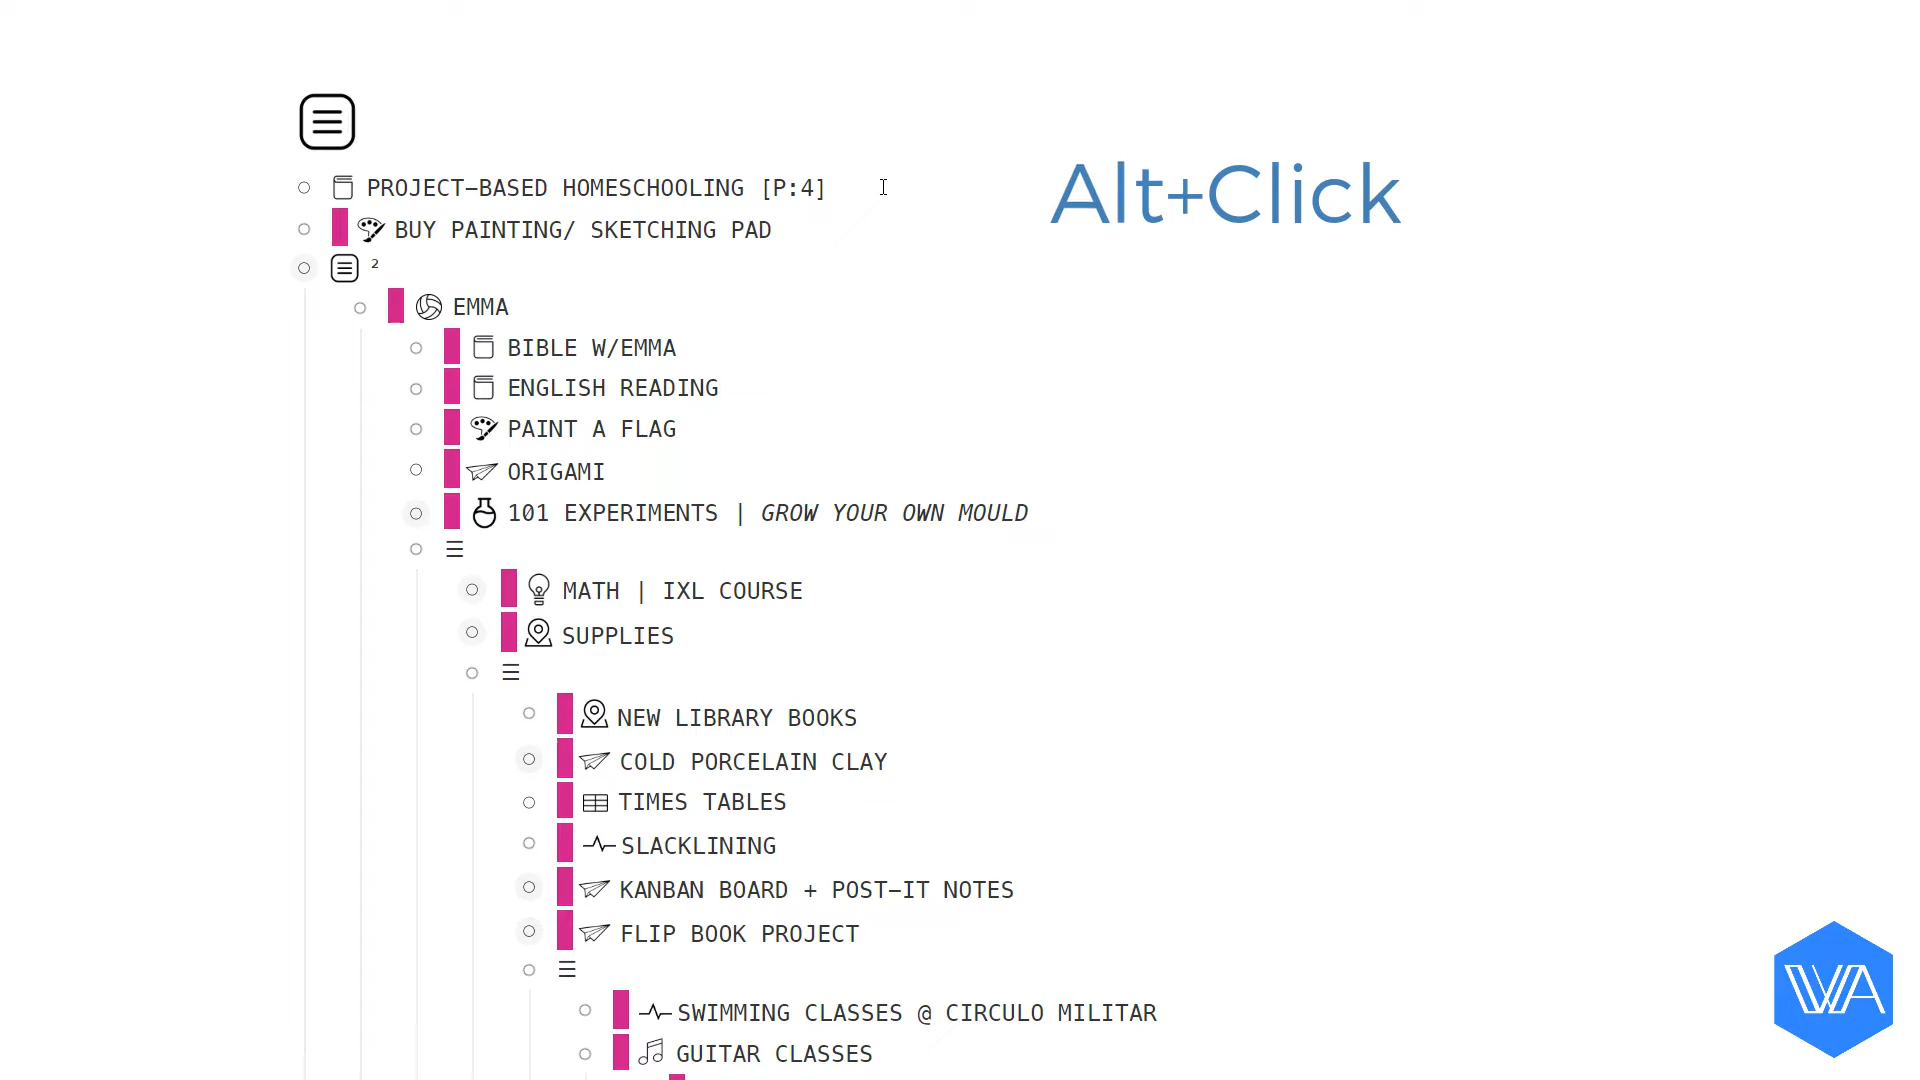 PROJECT-BASED HOMESCHOOLING [P:4]
Alt+Click
BUY PAINTING/ SKETCHING PAD
2
EMMA
BIBLE W/EMMA
ENGLISH READING
PAINT A FLAG
ORIGAMI
101 EXPERIMENTS | GROW YOUR OWN MOULD
MATH | IXL COURSE
SUPPLIES
NEW LIBRARY BOOKS
COLD PORCELAIN CLAY
TIMES TABLES
SLACKLINING
KANBAN BOARD + POST-IT NOTES
FLIP BOOK PROJECT
SWIMMING CLASSES @ CIRCULO MILITAR
GUITAR CLASSES
WA